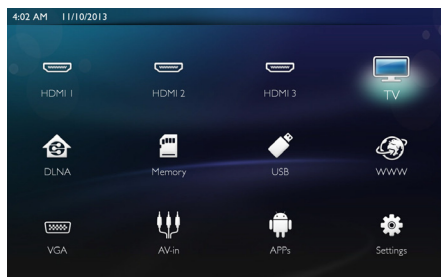 4:02 AM 11/10/2013
HDMI 1 HDMI 2 HDMI 3 TV
DLNA Memory USB WWW
VGA AV-in APPs Settings